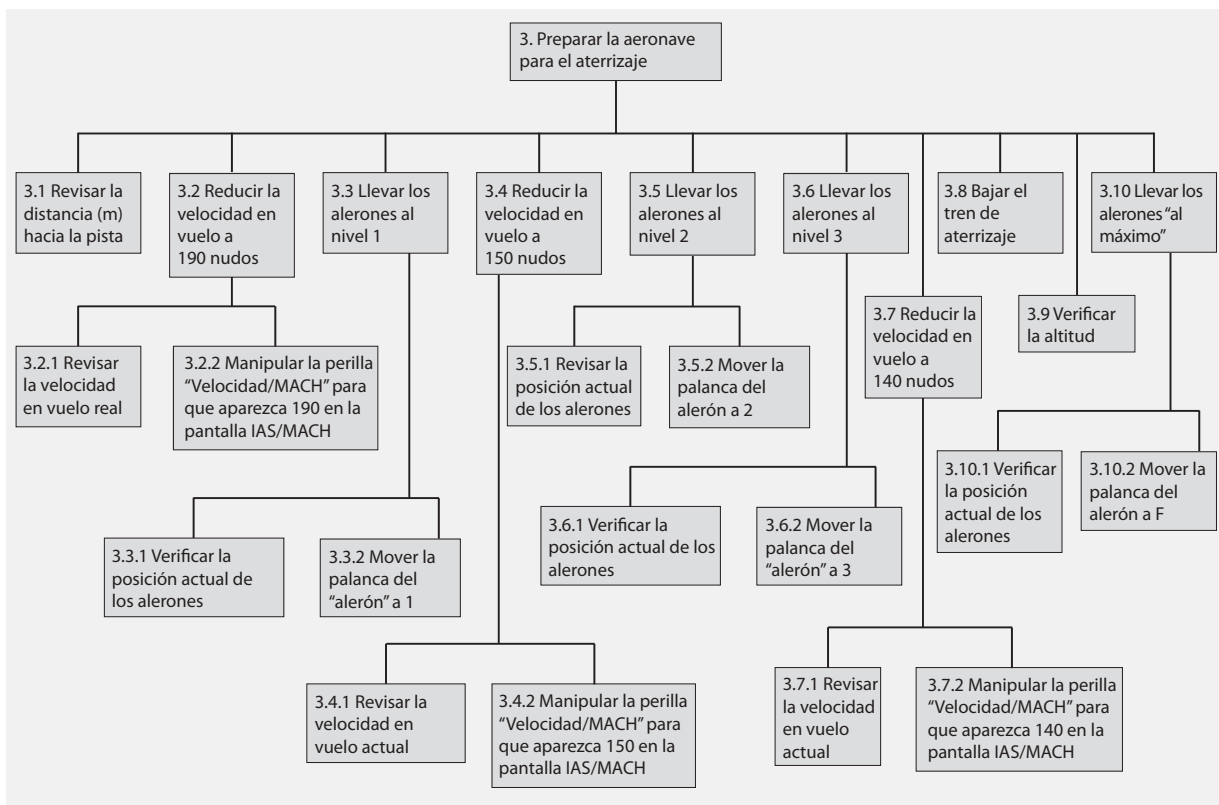 3. Preparar la aeronave
para el aterrizaje
3.1 Revisar la
distancia (m)
hacia la pista
3.2 Reducir la
velocidad en
vuelo a
190 nudos
3.3 Llevar los
alerones al
nivel 1
3.4 Reducir la
velocidad en
vuelo a
150 nudos
3.5 Llevar los
alerones al
nivel 2
3.6 Llevar los
alerones al
nivel 3
3.8 Bajar el
tren de
aterrizaje
3.10 Llevar los
alerones “al
máximo”
3.7 Reducir la
velocidad en
vuelo a
140 nudos
3.9 Verificar
la altitud
3.2.1 Revisar
la velocidad
en vuelo real
3.2.2 Manipular la perilla
“Velocidad/MACH” para
que aparezca 190 en la
pantalla IAS/MACH
3.5.1 Revisar la
posición actual
de los alerones
3.5.2 Mover la
palanca del
alerón a 2
3.10.1 Verificar
la posición
actual de los
alerones
3.10.2 Mover la
palanca del
alerón a F
3.3.1 Verificar la
posición actual de
los alerones
3.3.2 Mover la
palanca del
“alerón” a 1
3.6.1 Verificar la
posición actual de los
alerones
3.6.2 Mover la
palanca del
“alerón” a 3
3.4.1 Revisar la
velocidad en
vuelo actual
3.4.2 Manipular la perilla
“Velocidad/MACH” para
que aparezca 150 en la
pantalla IAS/MACH
3.7.1 Revisar
la velocidad
en vuelo
actual
3.7.2 Manipular la perilla
“Velocidad/MACH” para
que aparezca 140 en la
pantalla IAS/MACH